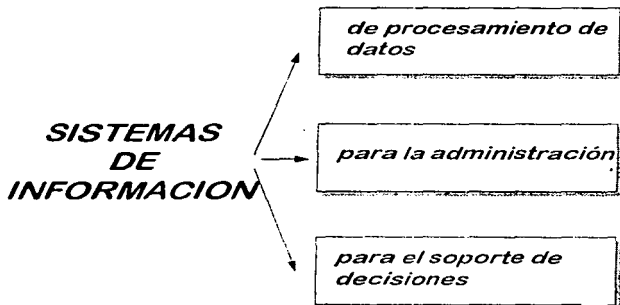 de procesamiento de
datos
SISTEMAS
DE
INFORMACION
para la administración
para el soporte de
decisiones